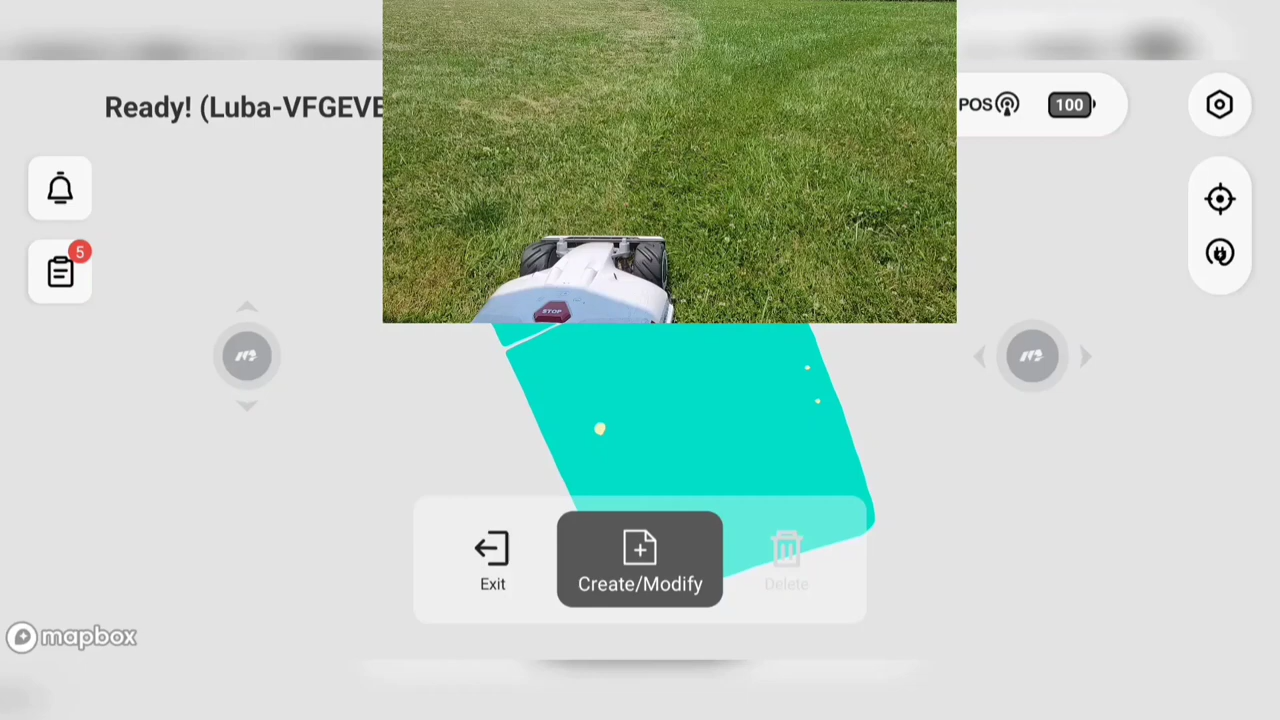 Ready! (Luba-VFGEVE
POS
100
5
STOP
Exit
Create/Modify
Delete
mapbox